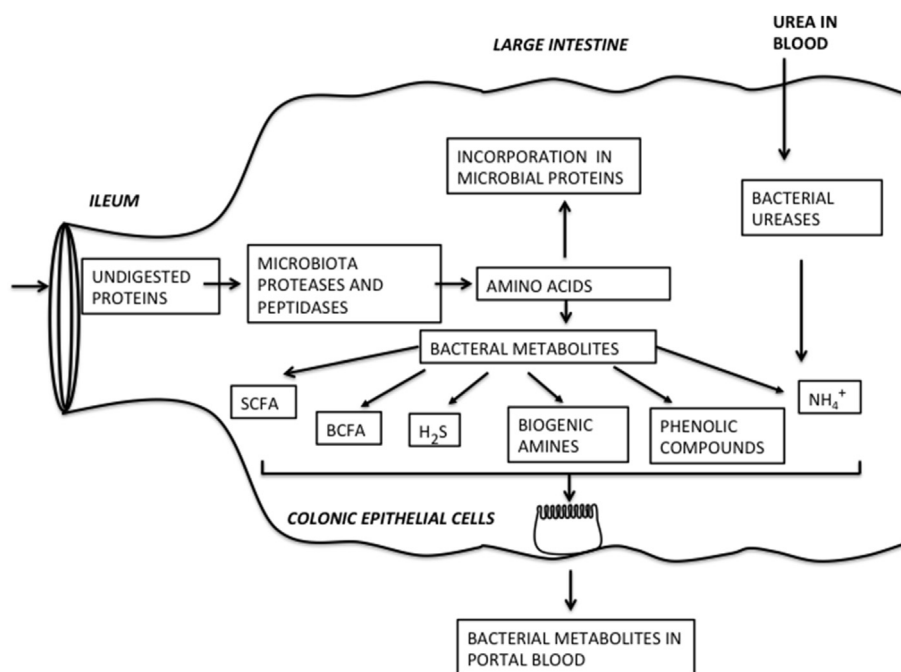 LARGE INTESTINE
UREA IN
BLOOD
INCORPORATION IN
MICROBIAL PROTEINS
ILEUM
BACTERIAL
UREASES
UNDIGESTED
PROTEINS
MICROBIOTA
PROTEASES AND
PEPTIDASES
AMINO ACIDS
BACTERAL METABOLITES
SCFA
BCFA
H₂S
BIOGENIC
AMINES
PHENOLIC
COMPOUNDS
NH₄⁺
COLONIC EPITHELIAL CELLS
BACTERIAL METABOLITES IN
PORTAL BLOOD